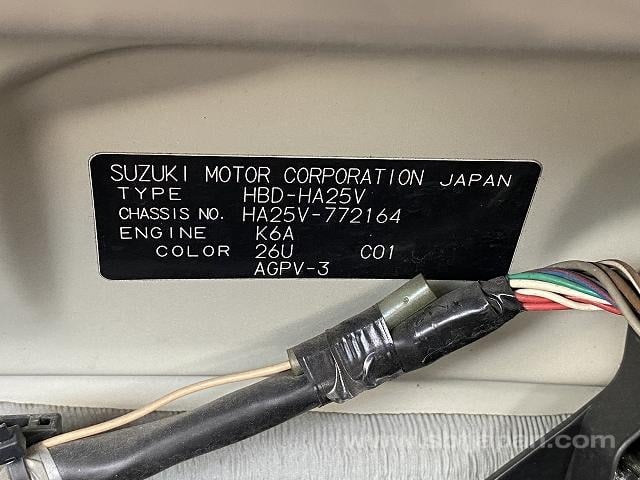 SUZUKI MOTOR CORPORATION JAPAN
TYPE HBD-HA25V
CHASSIS NO. HA25V-772164
ENGINE K6A
COLOR 26U C01
AGPV-3
www.sbtjapan.com